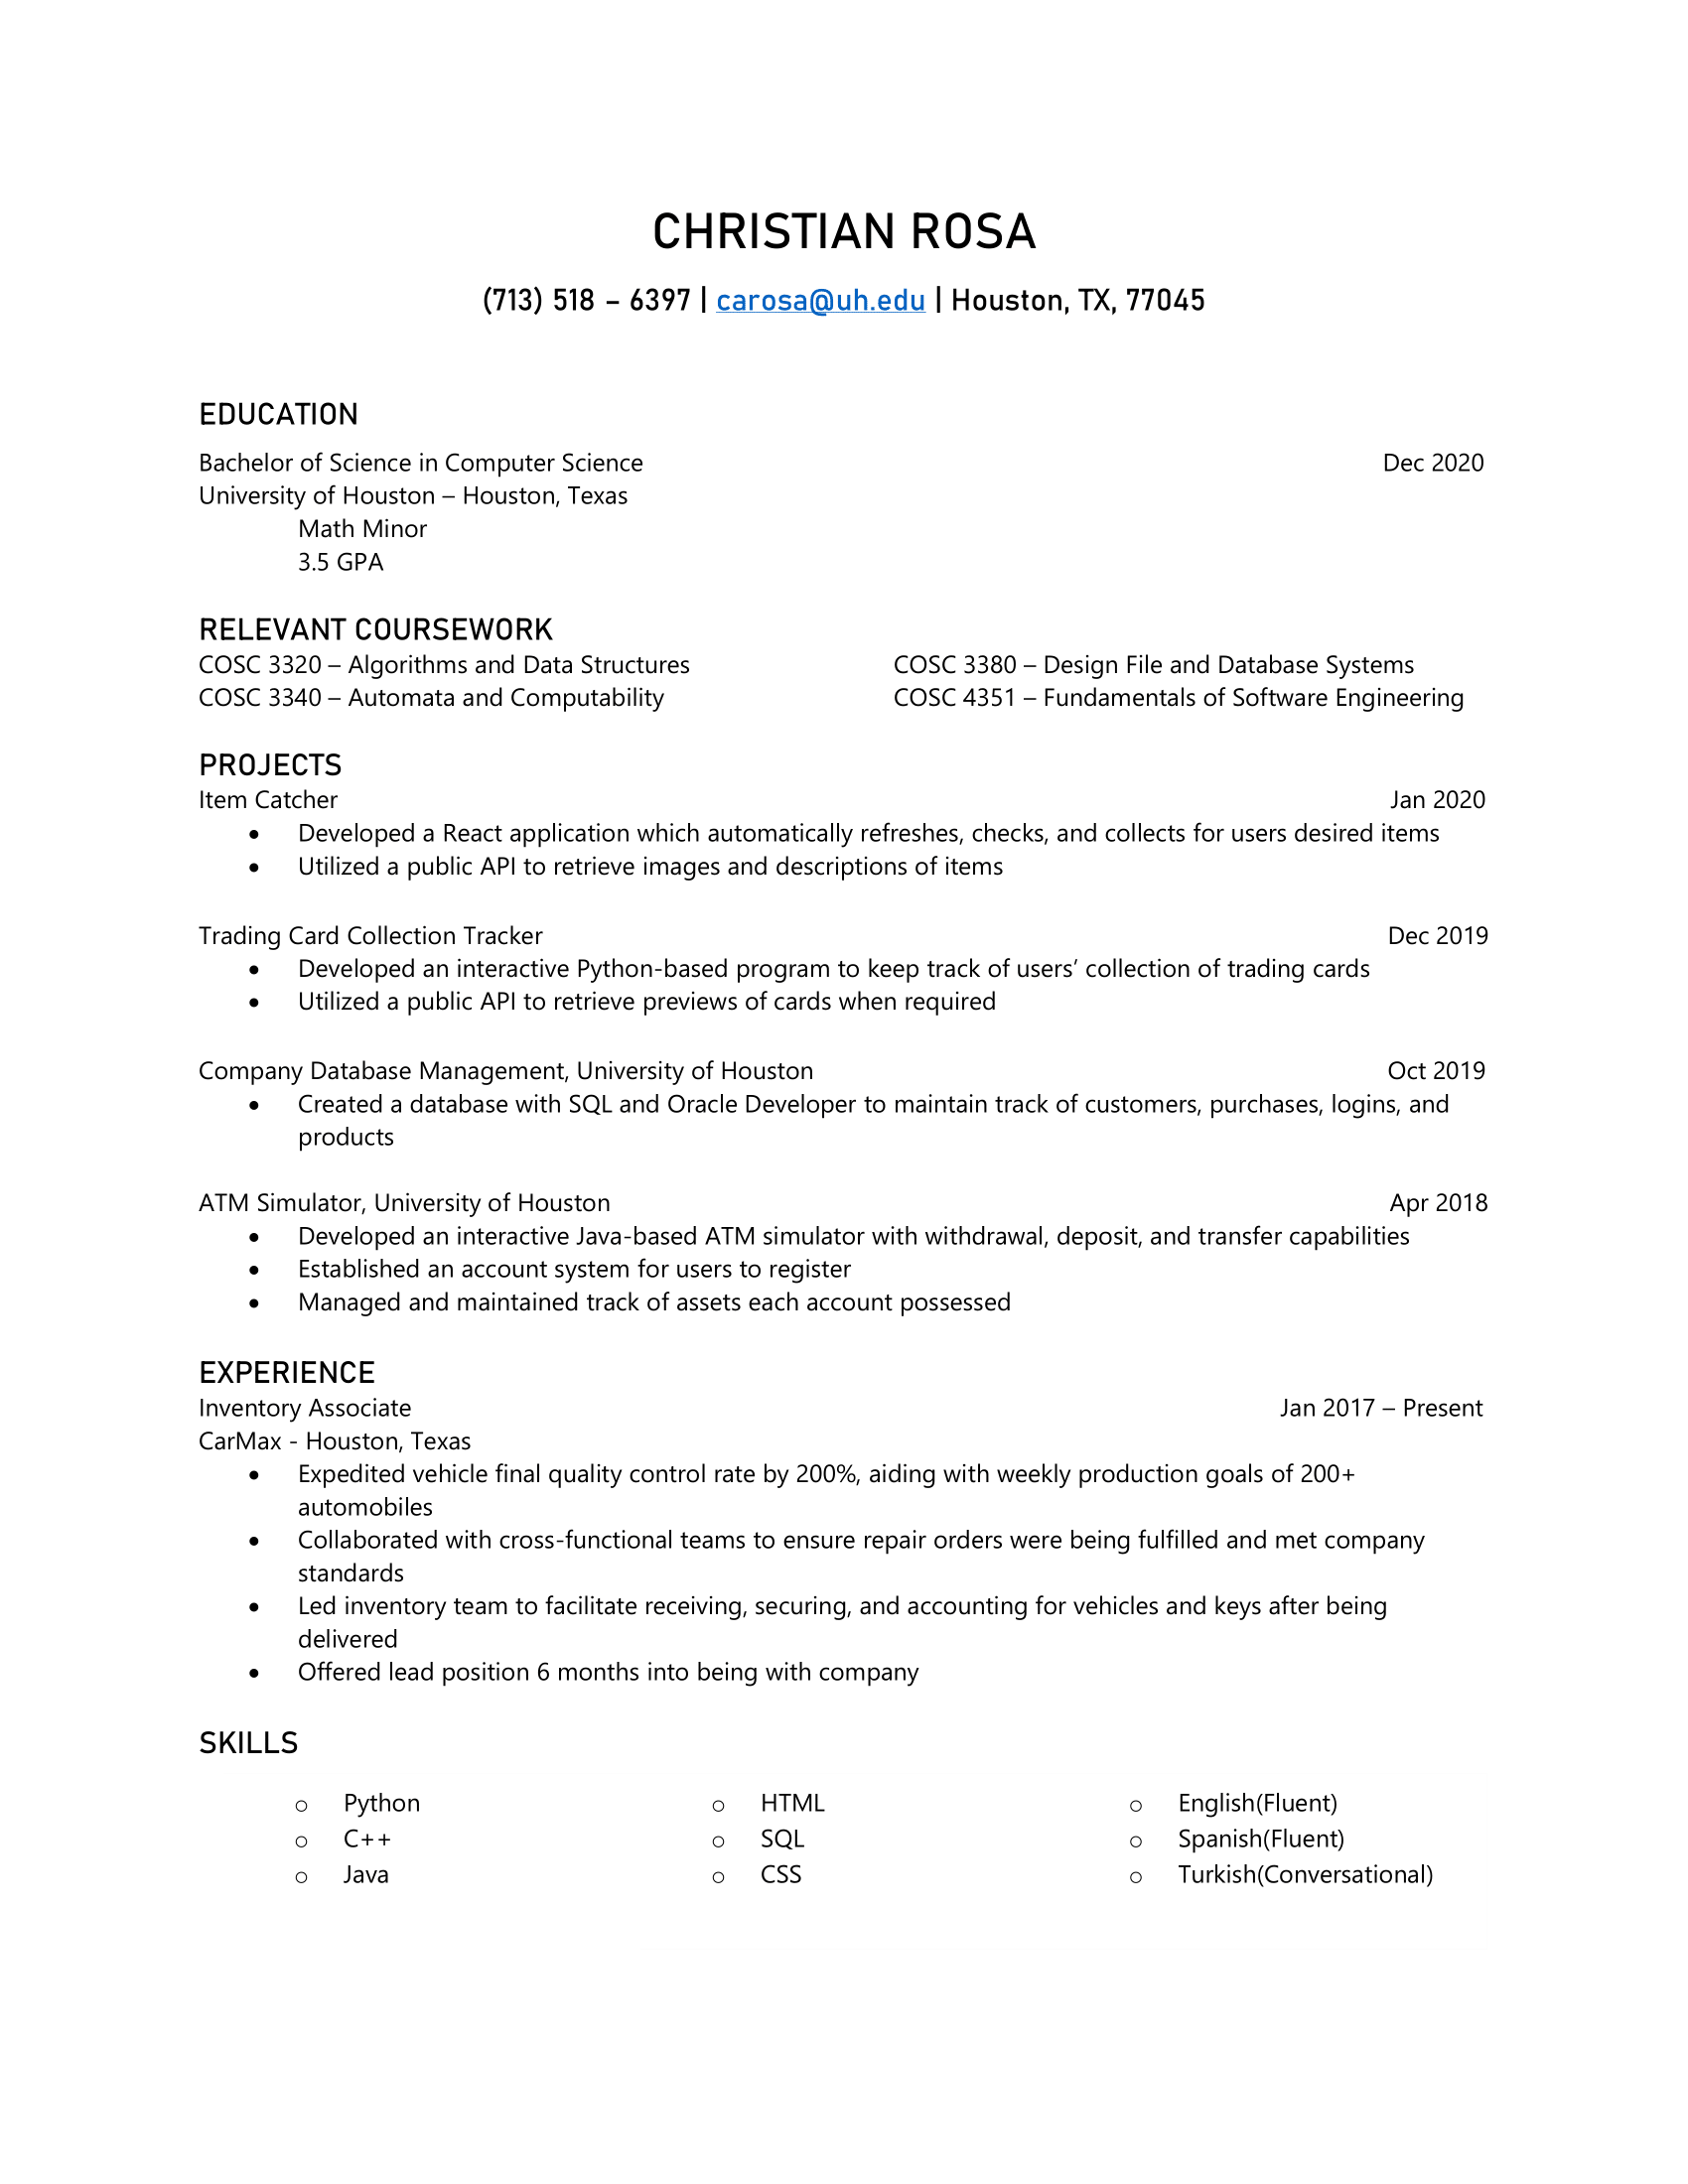 CHRISTIAN ROSA
(713) 518 – 6397 | carosa@uh.edu | Houston, TX, 77045
EDUCATION
Bachelor of Science in Computer Science Dec 2020
University of Houston – Houston, Texas
Math Minor
3.5 GPA
RELEVANT COURSEWORK
COSC 3320 – Algorithms and Data Structures COSC 3380 – Design File and Database Systems
COSC 3340 – Automata and Computability COSC 4351 – Fundamentals of Software Engineering
PROJECTS
Item Catcher Jan 2020
• Developed a React application which automatically refreshes, checks, and collects for users desired items
• Utilized a public API to retrieve images and descriptions of items
Trading Card Collection Tracker Dec 2019
• Developed an interactive Python-based program to keep track of users’ collection of trading cards
• Utilized a public API to retrieve previews of cards when required
Company Database Management, University of Houston Oct 2019
• Created a database with SQL and Oracle Developer to maintain track of customers, purchases, logins, and
products
ATM Simulator, University of Houston Apr 2018
• Developed an interactive Java-based ATM simulator with withdrawal, deposit, and transfer capabilities
• Established an account system for users to register
• Managed and maintained track of assets each account possessed
EXPERIENCE
Inventory Associate Jan 2017 – Present
CarMax - Houston, Texas
• Expedited vehicle final quality control rate by 200%, aiding with weekly production goals of 200+
automobiles
• Collaborated with cross-functional teams to ensure repair orders were being fulfilled and met company
standards
• Led inventory team to facilitate receiving, securing, and accounting for vehicles and keys after being
delivered
• Offered lead position 6 months into being with company
SKILLS
○ Python ○ HTML ○ English(Fluent)
○ C++ ○ SQL ○ Spanish(Fluent)
○ Java ○ CSS ○ Turkish(Conversational)